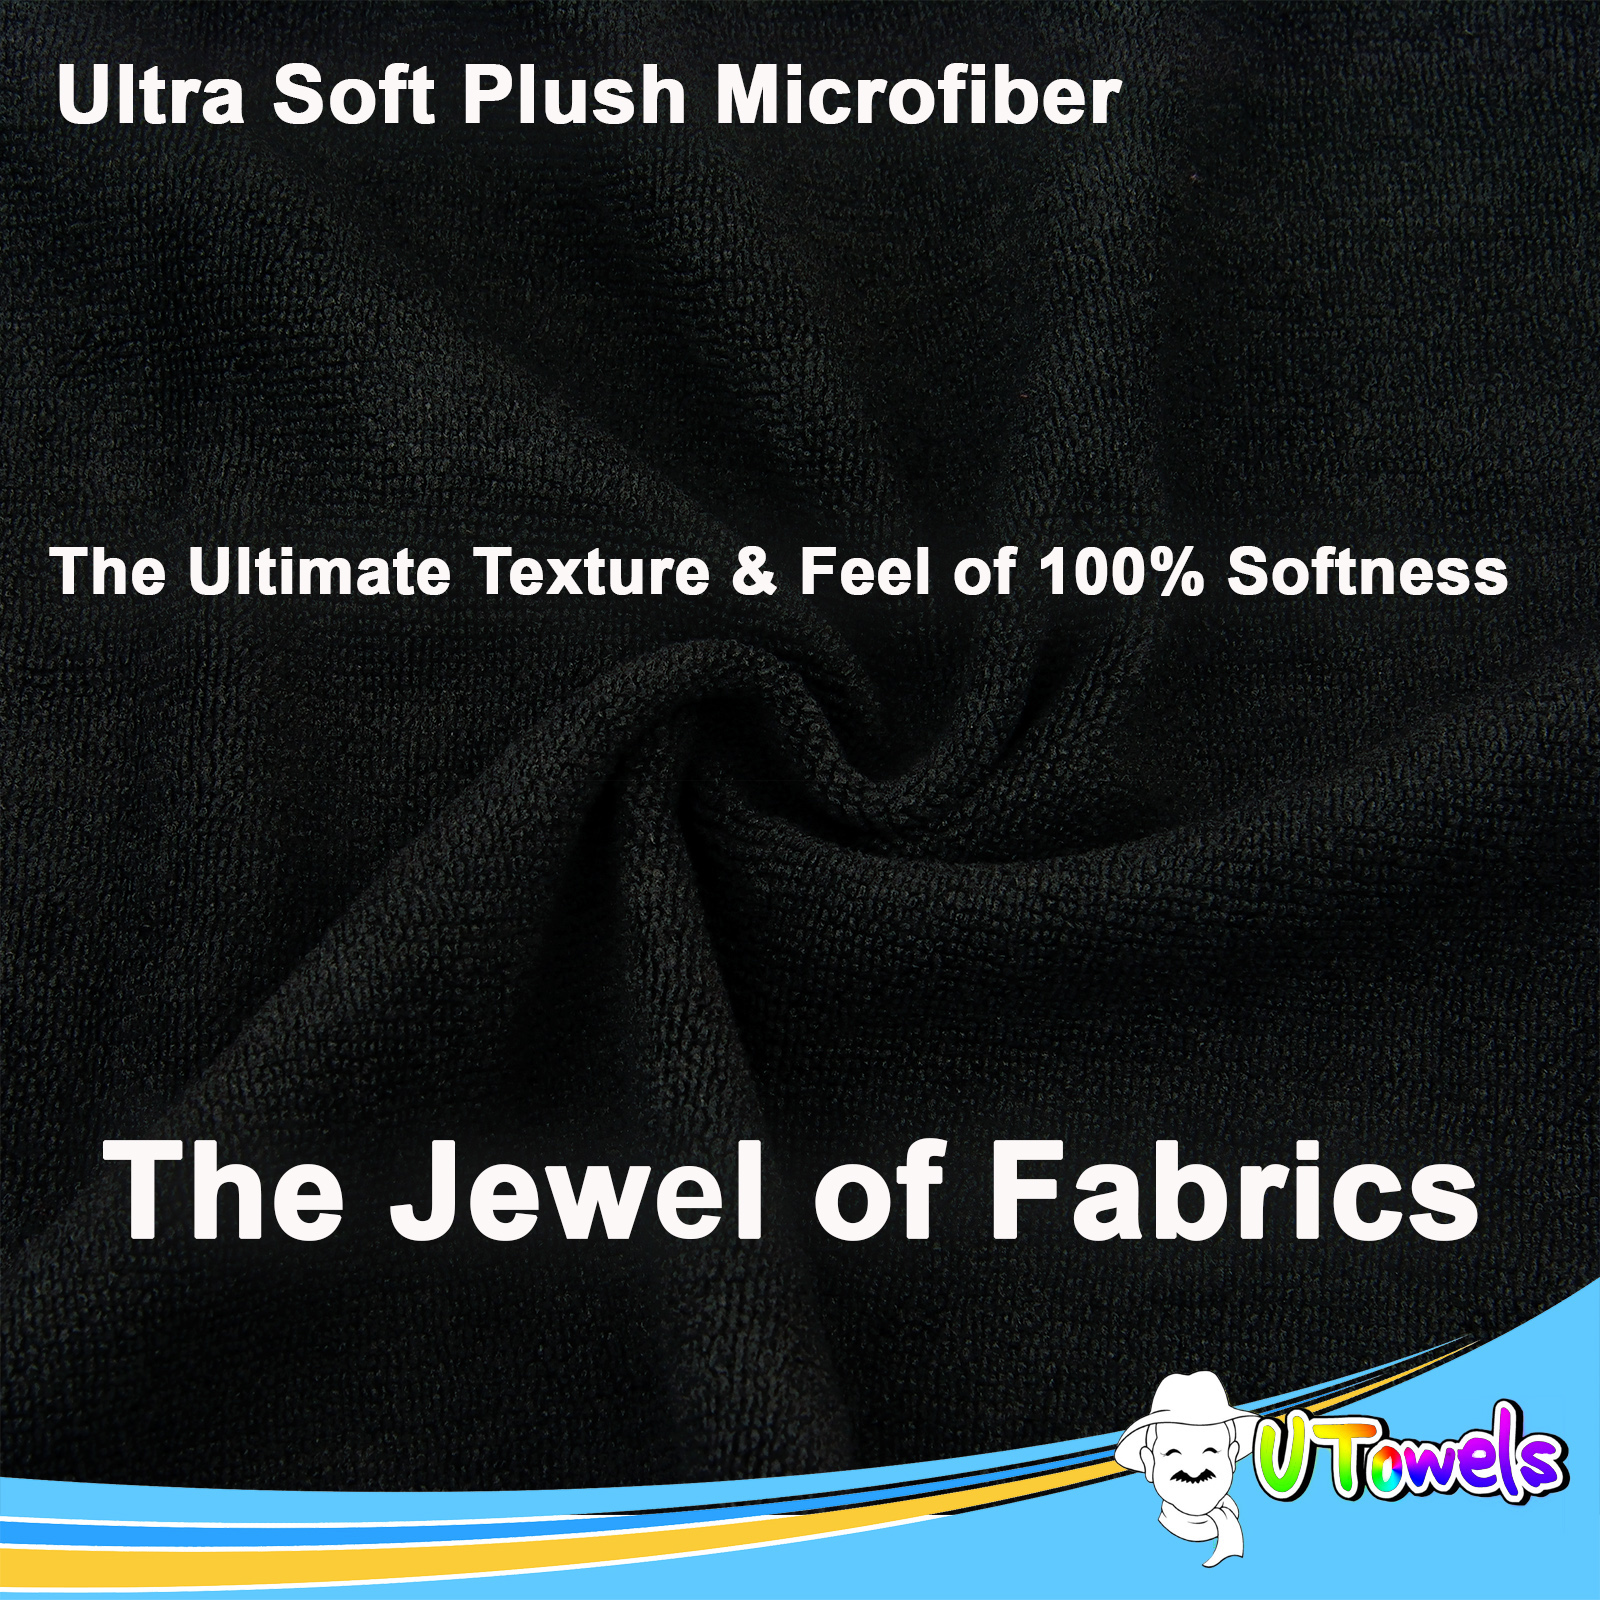 Ultra Soft Plush Microfiber
The Ultimate Texture & Feel of 100% Softness
The Jewel of Fabrics
UTowels